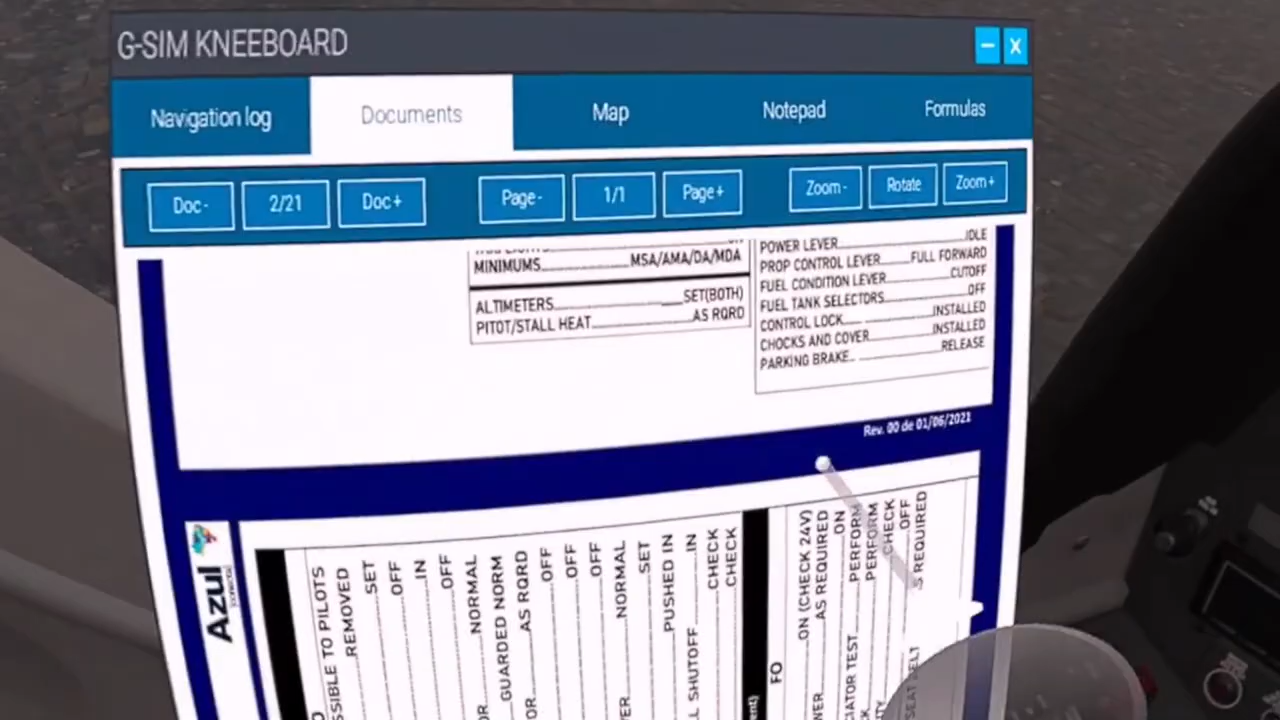 G-SIM KNEEBOARD
Navigation log
Documents
Map
Notepad
Formulas
Doc -
2/21
Doc +
Page -
1/1
Page +
Zoom -
Rotate
Zoom +
MINIMUMS MSA/AMA/DA/MDA
ALTIMETERS SET(BOTH)
PITOT/STALL HEAT AS RQRD
POWER LEVER IDLE
PROP CONTROL LEVER FULL FORWARD
FUEL CONDITION LEVER CUTOFF
FUEL TANK SELECTORS OFF
CONTROL LOCK INSTALLED
CHOCKS AND COVER INSTALLED
PARKING BRAKE RELEASE
Rev. 00 de 01/06/2021
Azul
conecta
TO PILOTS
REMOVED
SET
OFF
IN
OFF
NORMAL
GUARDED NORM
AS RQRD
OFF
OFF
OFF
NORMAL
SET
PUSHED IN
SHUTOFF IN
CHECK
CHECK
FO
ON (CHECK 24V)
AS REQUIRED
ON
TEST PERFORM
PERFORM
CHECK
OFF
REQUIRED